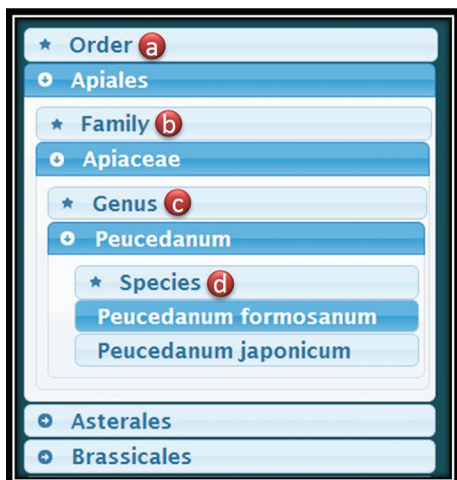 Order a
Apiales
Family b
Apiaceae
Genus c
Peucedanum
Species d
Peucedanum formosanum
Peucedanum japonicum
Asterales
Brassicales